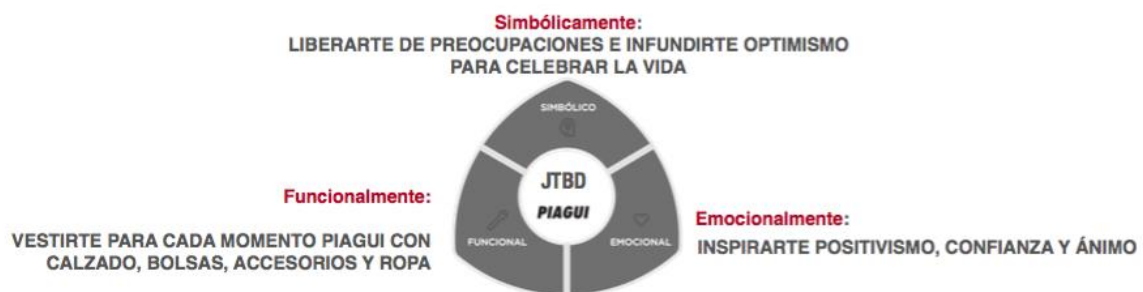 Simbólicamente:
LIBERARTE DE PREOCUPACIONES E INFUNDIRTE OPTIMISMO
PARA CELEBRAR LA VIDA
SIMBÓLICO
JTBD
PIAGUI
FUNCIONAL
EMOCIONAL
Funcionalmente:
VESTIRTE PARA CADA MOMENTO PIAGUI CON
CALZADO, BOLSAS, ACCESORIOS Y ROPA
Emocionalmente:
INSPIRARTE POSITIVISMO, CONFIANZA Y ÁNIMO